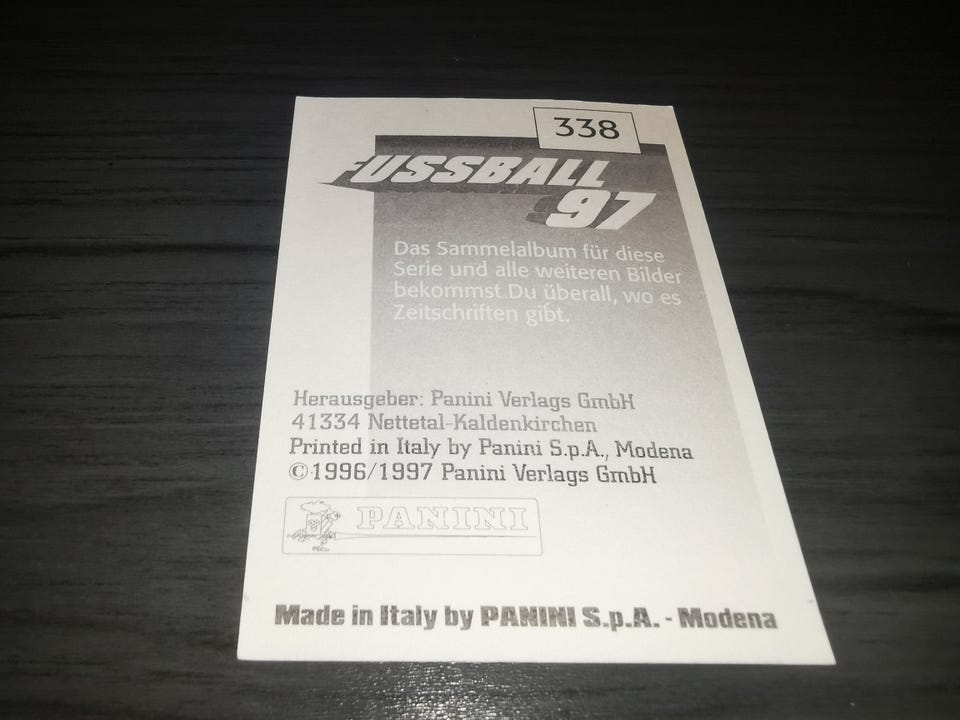 338
FUSSBALL
97
Das Sammelalbum für diese
Serie und alle weiteren Bilder
bekommst Du überall, wo es
Zeitschriften gibt.
Herausgeber: Panini Verlags GmbH
41334 Nettetal-Kaldenkirchen
Printed in Italy by Panini S.p.A., Modena
©1996/1997 Panini Verlags GmbH
PANINI
Made in Italy by PANINI S.p.A. - Modena